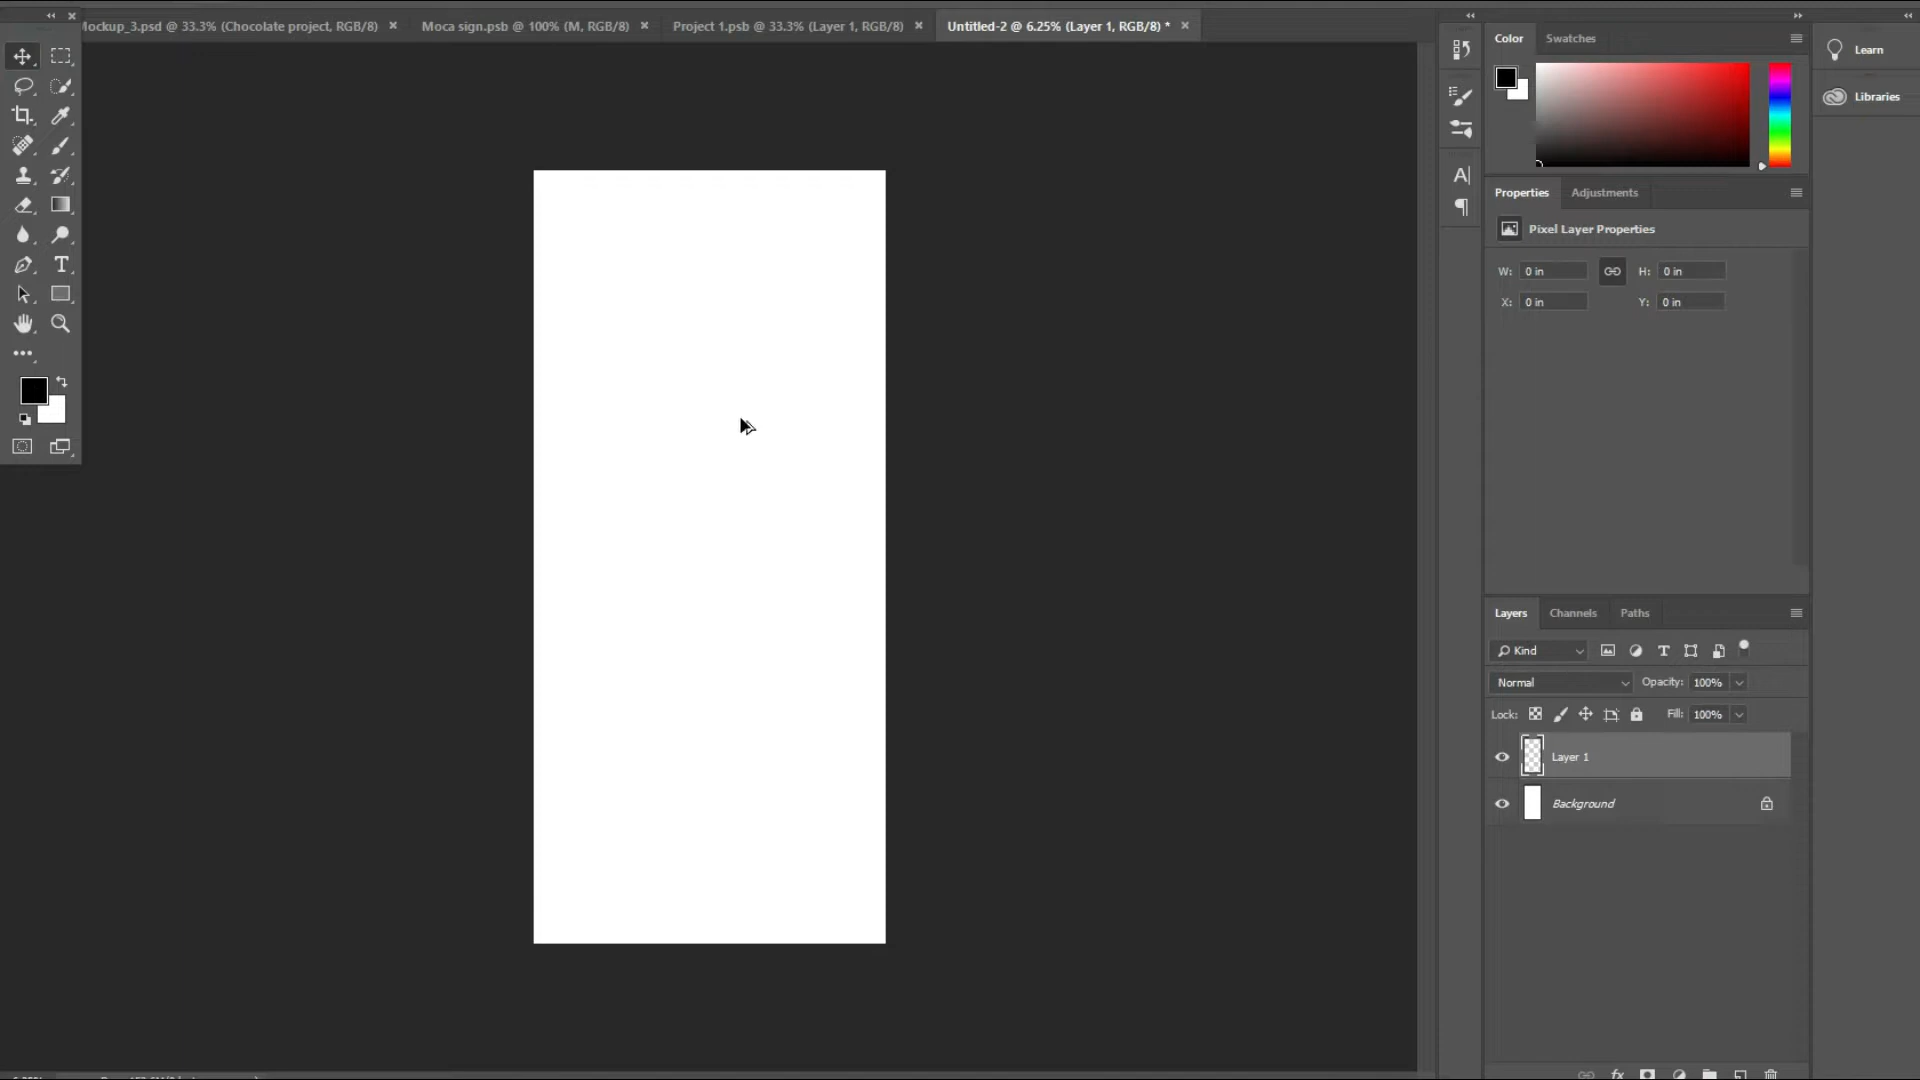 Mockup_3.psd @ 33.3% (Chocolate project, RGB/8) Moca sign.psb @ 100% (M, RGB/8) Project 1.psb @ 33.3% (Layer 1, RGB/8) Untitled-2 @ 6.25% (Layer 1, RGB/8) *
Color Swatches
Learn
Libraries
Properties Adjustments
Pixel Layer Properties
W: 0 in H: 0 in
X: 0 in Y: 0 in
Layers Channels Paths
Kind
Normal Opacity: 100%
Lock: Fill: 100%
Layer 1
Background